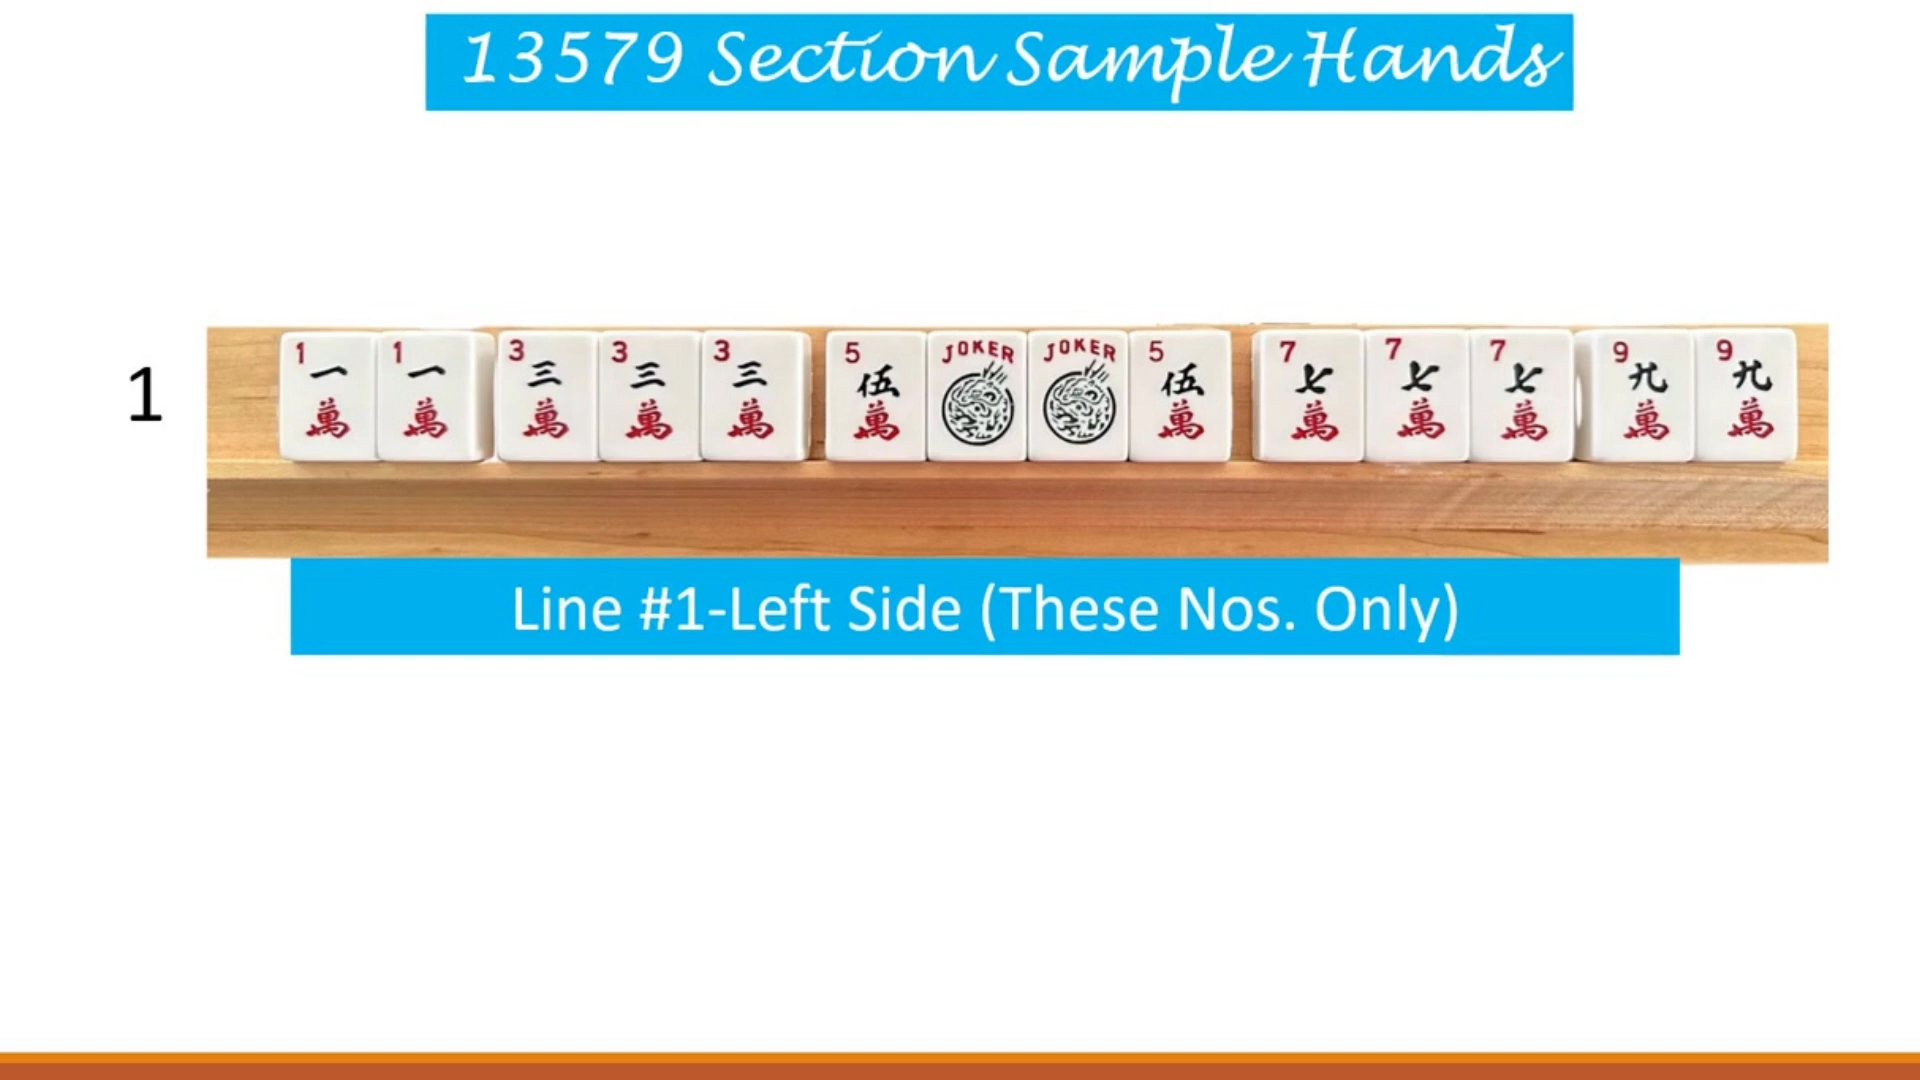 13579 Section Sample Hands
1
1 1 3 3 3 5 JOKER JOKER 5 7 7 7 9 9
一 一 三 三 三 伍 伍 七 七 七 九 九
萬 萬 萬 萬 萬 萬 萬 萬 萬 萬 萬 萬
Line #1-Left Side (These Nos. Only)